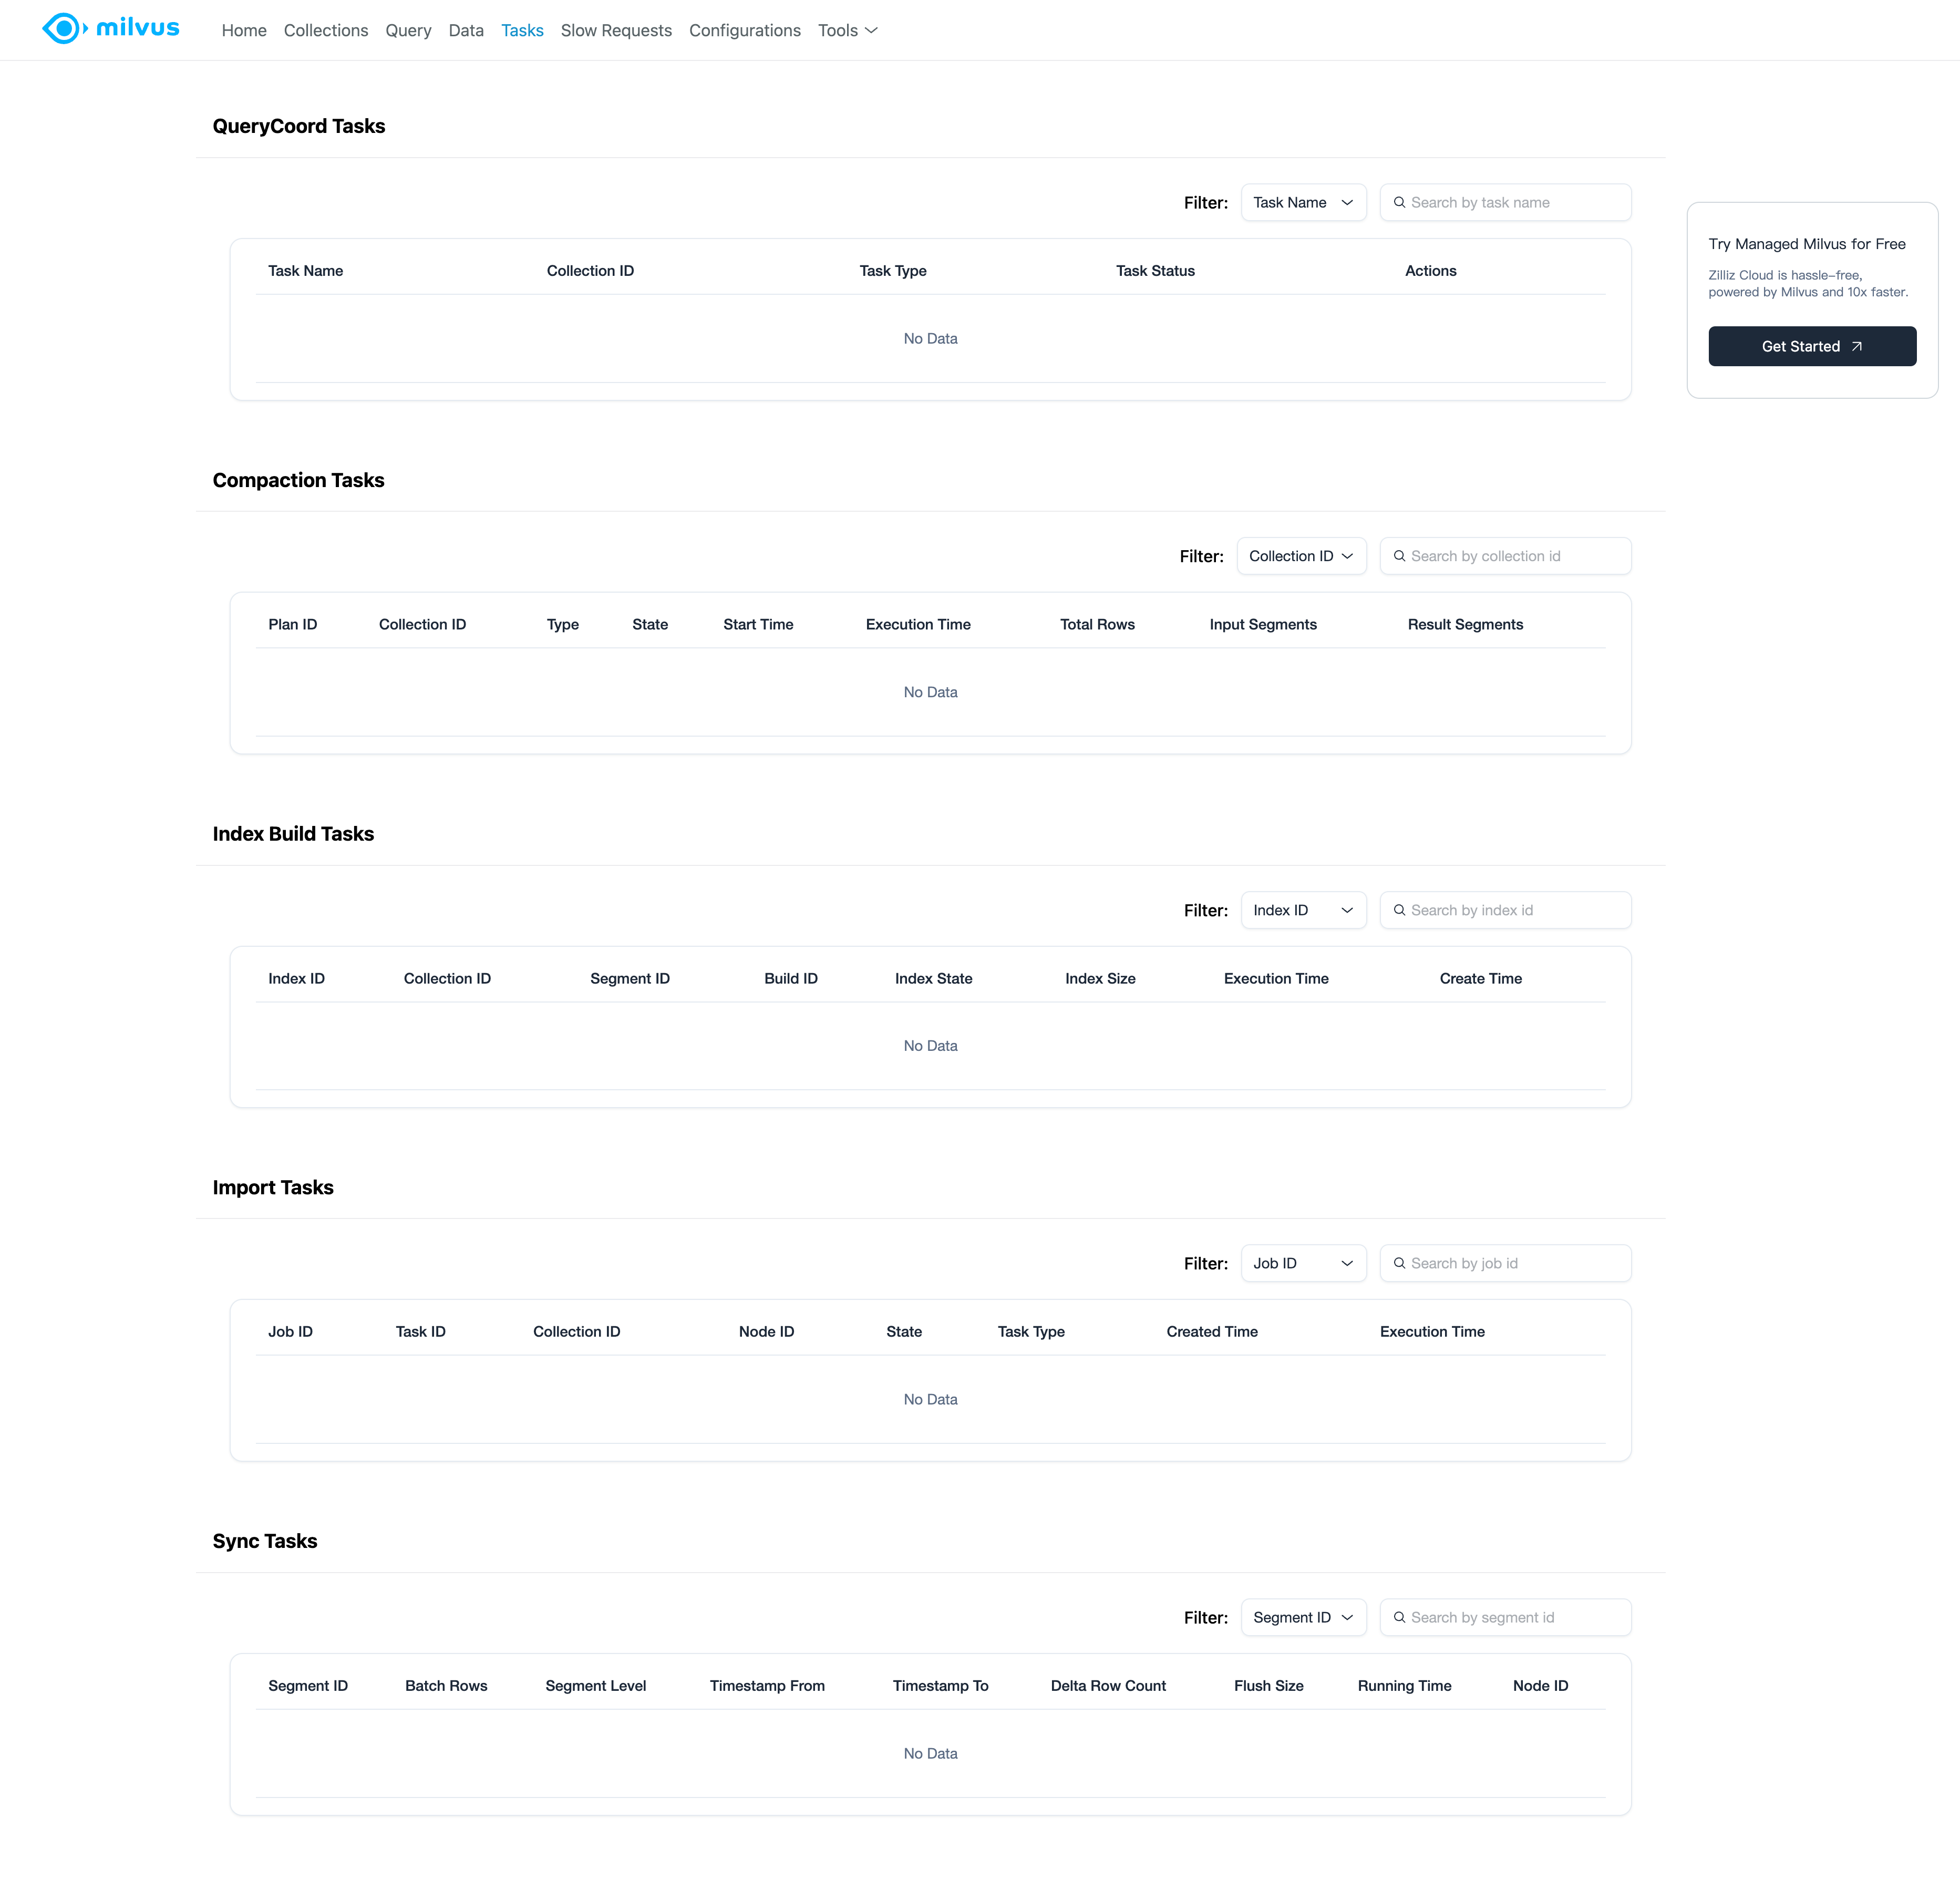 milvus Home Collections Query Data Tasks Slow Requests Configurations Tools
QueryCoord Tasks
Filter: Task Name Search by task name
Task Name Collection ID Task Type Task Status Actions
No Data
Try Managed Milvus for Free
Zilliz Cloud is hassle-free,
powered by Milvus and 10x faster.
Get Started
Compaction Tasks
Filter: Collection ID Search by collection id
Plan ID Collection ID Type State Start Time Execution Time Total Rows Input Segments Result Segments
No Data
Index Build Tasks
Filter: Index ID Search by index id
Index ID Collection ID Segment ID Build ID Index State Index Size Execution Time Create Time
No Data
Import Tasks
Filter: Job ID Search by job id
Job ID Task ID Collection ID Node ID State Task Type Created Time Execution Time
No Data
Sync Tasks
Filter: Segment ID Search by segment id
Segment ID Batch Rows Segment Level Timestamp From Timestamp To Delta Row Count Flush Size Running Time Node ID
No Data